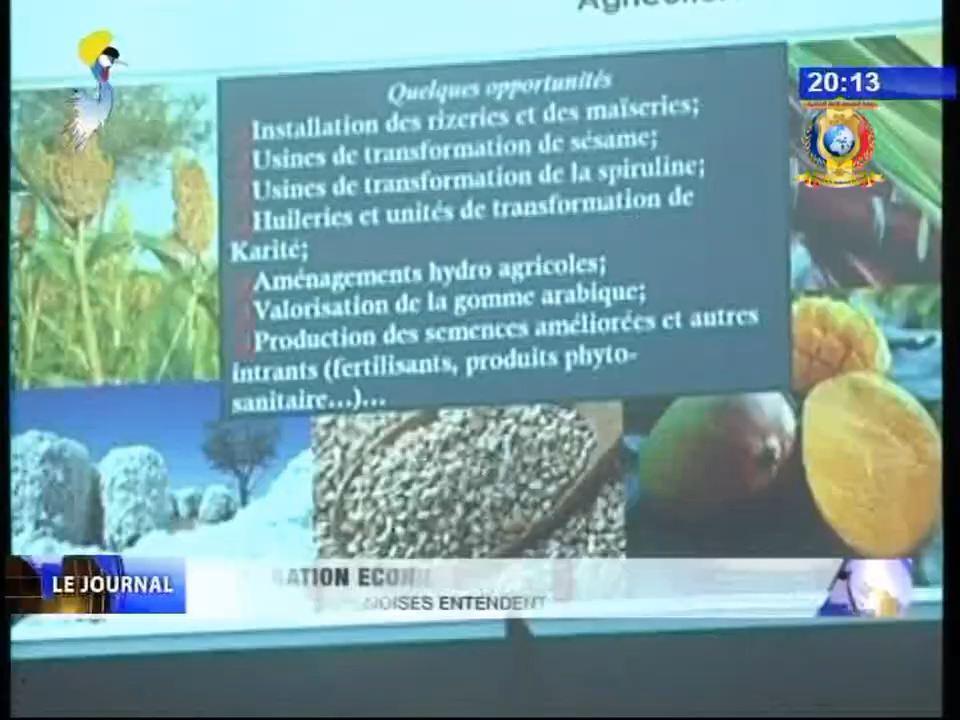 20:13
Quelques opportunités
Installation des rizeries et des maïseries;
Usines de transformation de sésame;
Usines de transformation de la spiruline;
Huileries et unités de transformation de
Karité;
Aménagements hydro agricoles;
Valorisation de la gomme arabique;
Production des semences améliorées et autres
intrants (fertilisants, produits phyto-
sanitaire...)...
LE JOURNAL
ENTENDENT